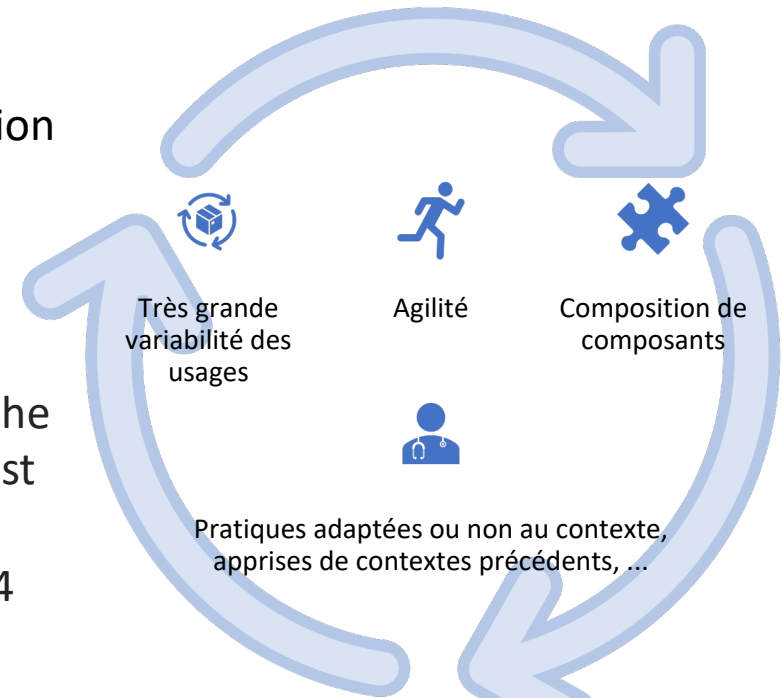 ion
Très grande
variabilité des
usages
Agilité
Composition de
composants
he
st
Pratiques adaptées ou non au contexte,
apprises de contextes précédents, ...
4